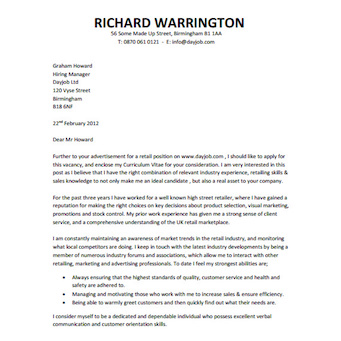 RICHARD WARRINGTON
56 Some Made Up Street, Birmingham B1 1AA
T: 0870 061 0121 - E: info@dayjob.com
Graham Howard
Hiring Manager
Dayjob Ltd
120 Vyse Street
Birmingham
B18 6NF
22nd February 2012
Dear Mr Howard
Further to your advertisement for a retail position on www.dayjob.com , I should like to apply for
this vacancy, and enclose my Curriculum Vitae for your consideration. I am very interested in this
post as I believe that I have the right combination of relevant industry experience, retailing skills &
sales knowledge to not only make me an ideal candidate , but also a real asset to your company.
For the past three years I have worked for a well known high street retailer, where I have gained a
reputation for making the right choices on key decisions about product selection, visual marketing,
promotions and stock control. My prior work experience has given me a strong sense of client
service, and a comprehensive understanding of the UK retail marketplace.
I am constantly maintaining an awareness of market trends in the retail industry, and monitoring
what local competitors are doing. I keep in touch with the latest industry developments by being a
member of numerous industry forums and associations, which allow me to interact with other
retailing, marketing and advertising professionals. To date I feel my strongest abilities are;
• Always ensuring that the highest standards of quality, customer service and health and
safety are adhered to.
• Managing and motivating those who work with me to increase sales & ensure efficiency.
• Being able to warmly greet customers and then quickly find out what their needs are.
I consider myself to be a dedicated and dependable individual who possess excellent verbal
communication and customer orientation skills.